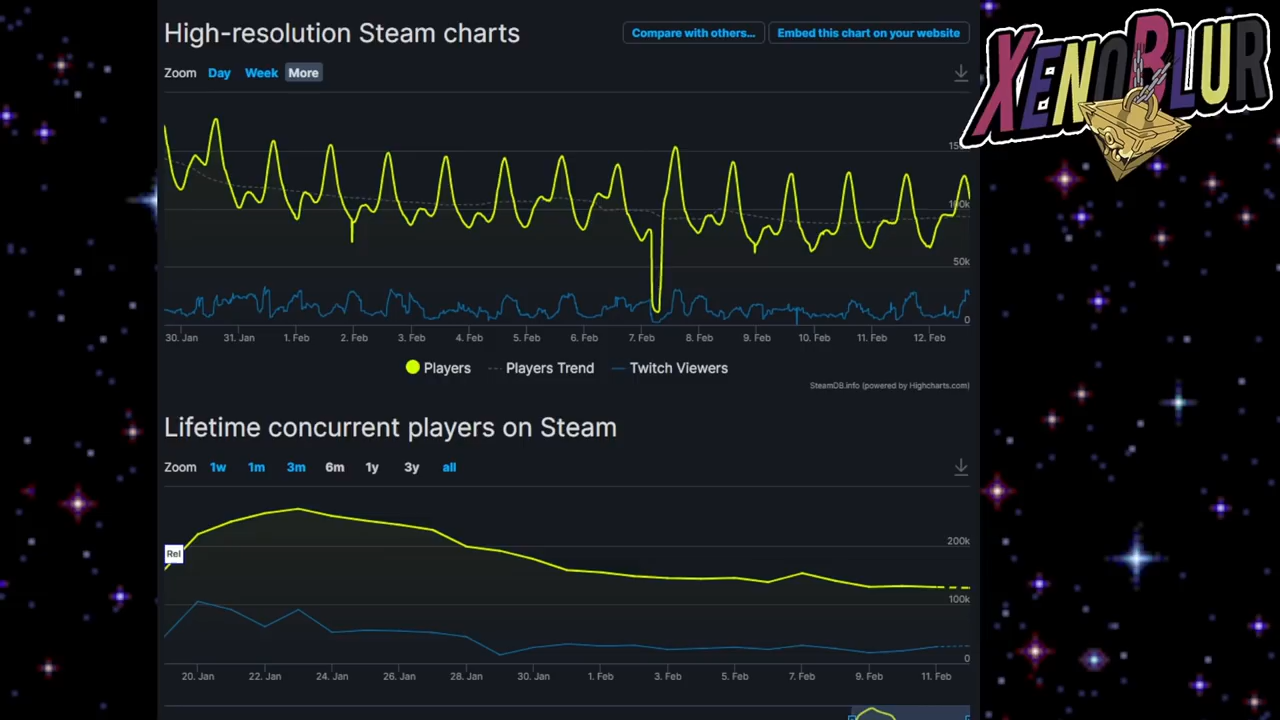 High-resolution Steam charts
Compare with others...
Embed this chart on your website
XENOBLUR
Zoom Day Week More
100k
50k
0
30. Jan 31. Jan 1. Feb 2. Feb 3. Feb 4. Feb 5. Feb 6. Feb 7. Feb 8. Feb 9. Feb 10. Feb 11. Feb 12. Feb
Players Players Trend Twitch Viewers
SteamDB.info (powered by Highcharts.com)
Lifetime concurrent players on Steam
Zoom 1w 1m 3m 6m 1y 3y all
Rel
200k
100k
0
20. Jan 22. Jan 24. Jan 26. Jan 28. Jan 30. Jan 1. Feb 3. Feb 5. Feb 7. Feb 9. Feb 11. Feb